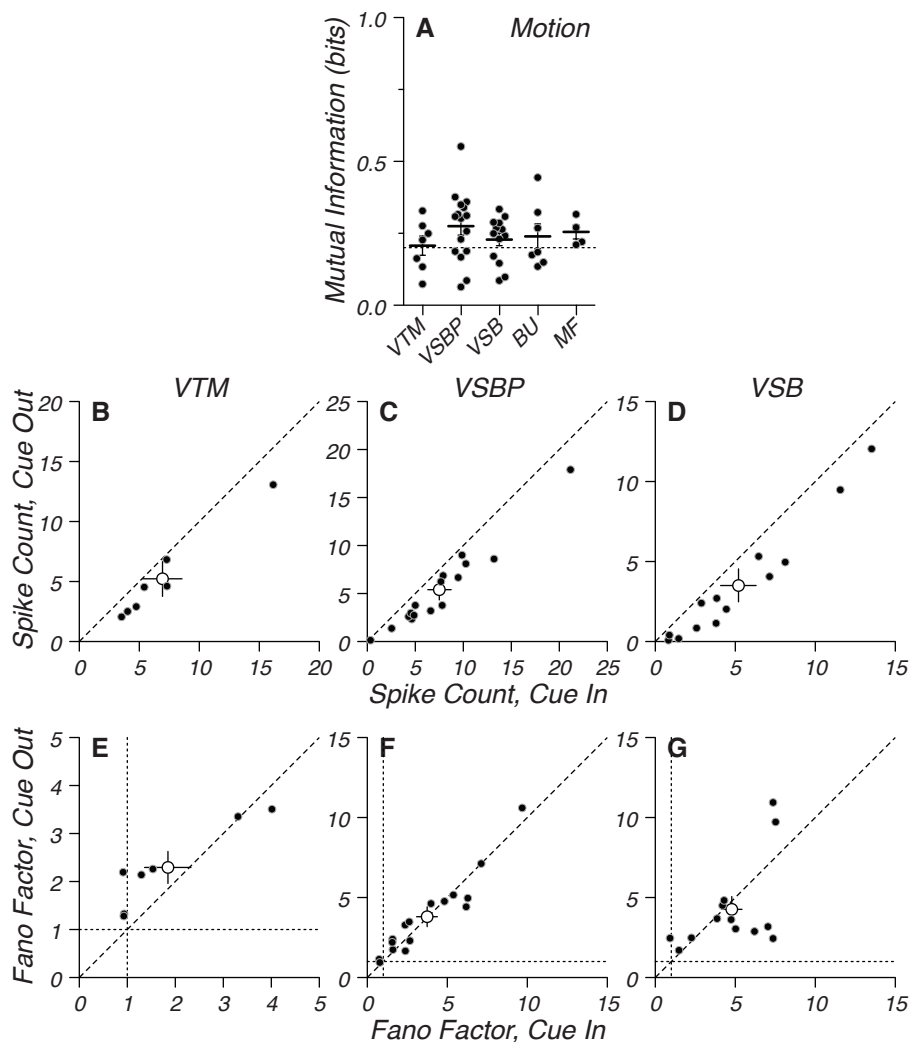 A Motion
Mutual Information (bits)
1.0
0.5
0.0
VTM VSBP VSB BU MF
VTM VSBP VSB
B C D
Spike Count, Cue Out
20
15
10
5
0
0 5 10 15 20
25
20
15
10
5
0
0 5 10 15 20 25
15
10
5
0
0 5 10 15
Spike Count, Cue In
E F G
Fano Factor, Cue Out
5
4
3
2
1
0
0 1 2 3 4 5
15
10
5
0
0 5 10 15
15
10
5
0
0 5 10 15
Fano Factor, Cue In